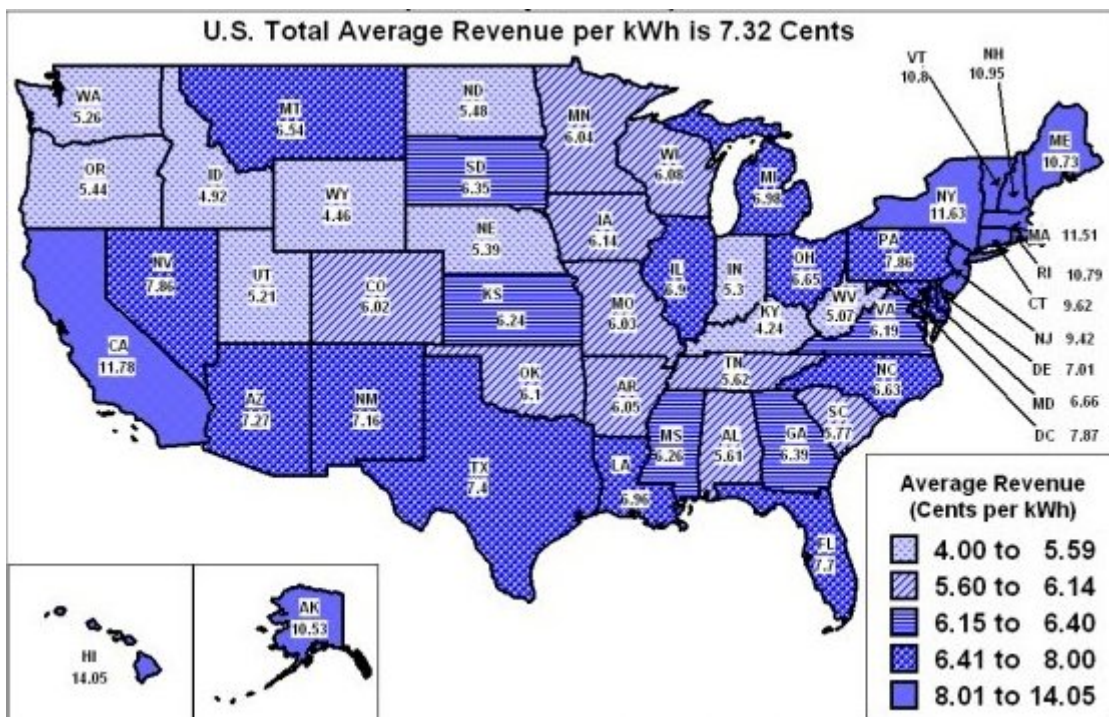 U.S. Total Average Revenue per kWh is 7.32 Cents
VT
10.8
NH
10.95
WA
5.26
MT
6.54
ND
5.48
MN
6.04
ME
10.73
OR
5.44
ID
4.92
SD
6.35
WI
6.08
MI
6.98
NY
11.63
WY
4.46
MA 11.51
NE
5.39
IA
6.14
PA
7.86
RI 10.79
NV
7.86
UT
5.21
CO
6.02
IL
6.9
IN
5.3
OH
6.65
CT 9.62
KS
6.24
MO
6.03
WV
5.07
VA
6.19
KY
4.24
NJ 9.42
CA
11.78
DE 7.01
AZ
7.27
NM
7.16
OK
6.1
AR
6.05
TN
5.62
NC
6.63
MD 6.66
SC
5.77
DC 7.87
MS
6.26
AL
5.61
GA
6.39
TX
7.4
LA
6.96
FL
7.7
HI
14.05
AK
10.53
Average Revenue
(Cents per kWh)
4.00 to 5.59
5.60 to 6.14
6.15 to 6.40
6.41 to 8.00
8.01 to 14.05